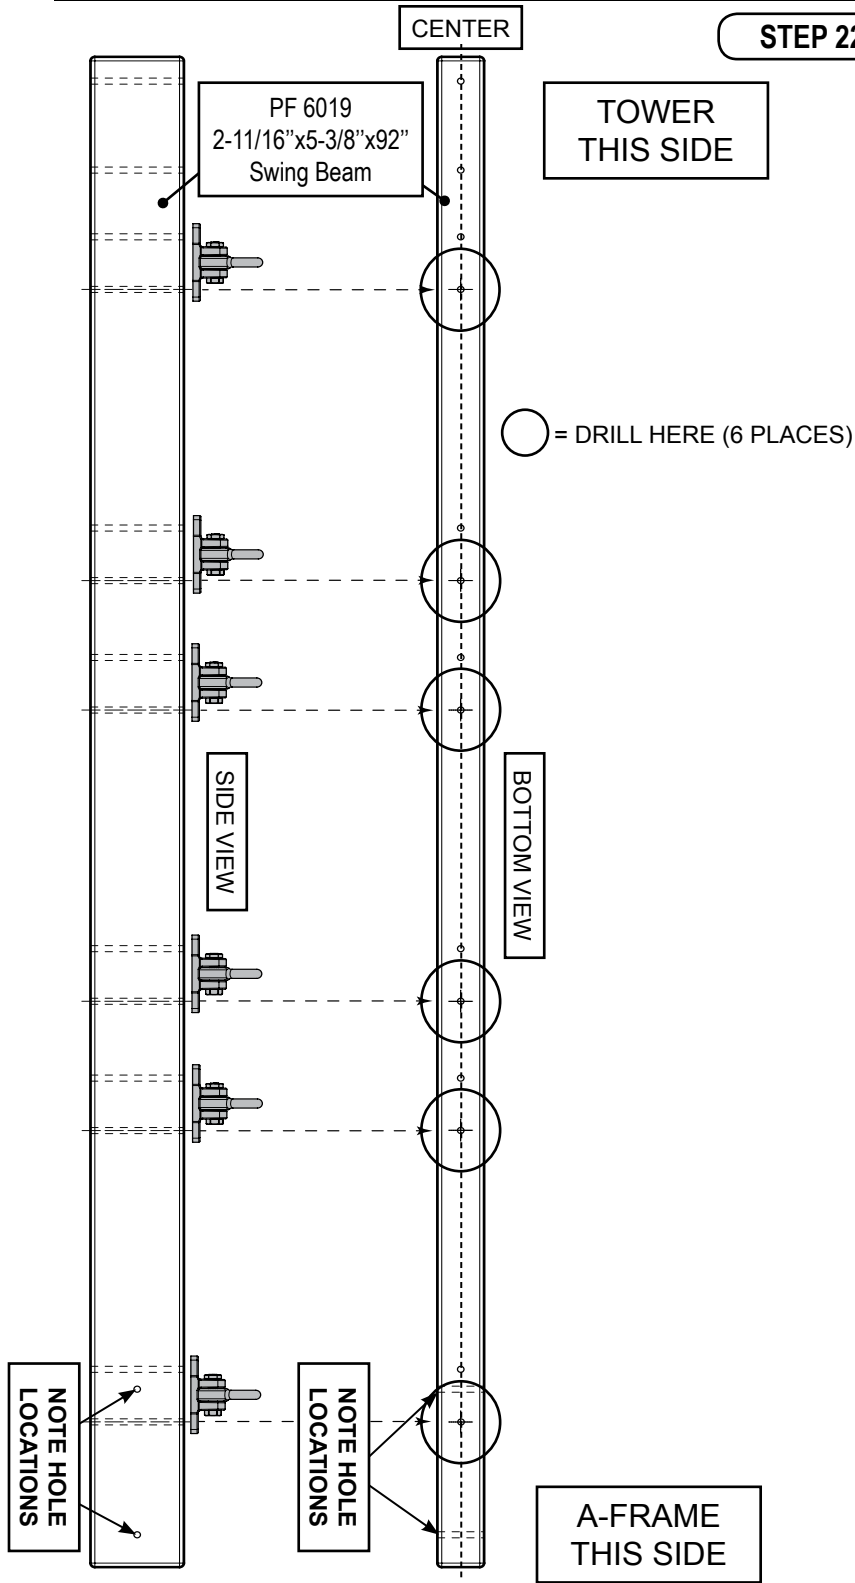 CENTER
STEP 22
PF 6019
2-11/16’’x5-3/8’’x92’’
Swing Beam
TOWER
THIS SIDE
= DRILL HERE (6 PLACES)
SIDE VIEW
BOTTOM VIEW
NOTE HOLE
LOCATIONS
NOTE HOLE
LOCATIONS
A-FRAME
THIS SIDE